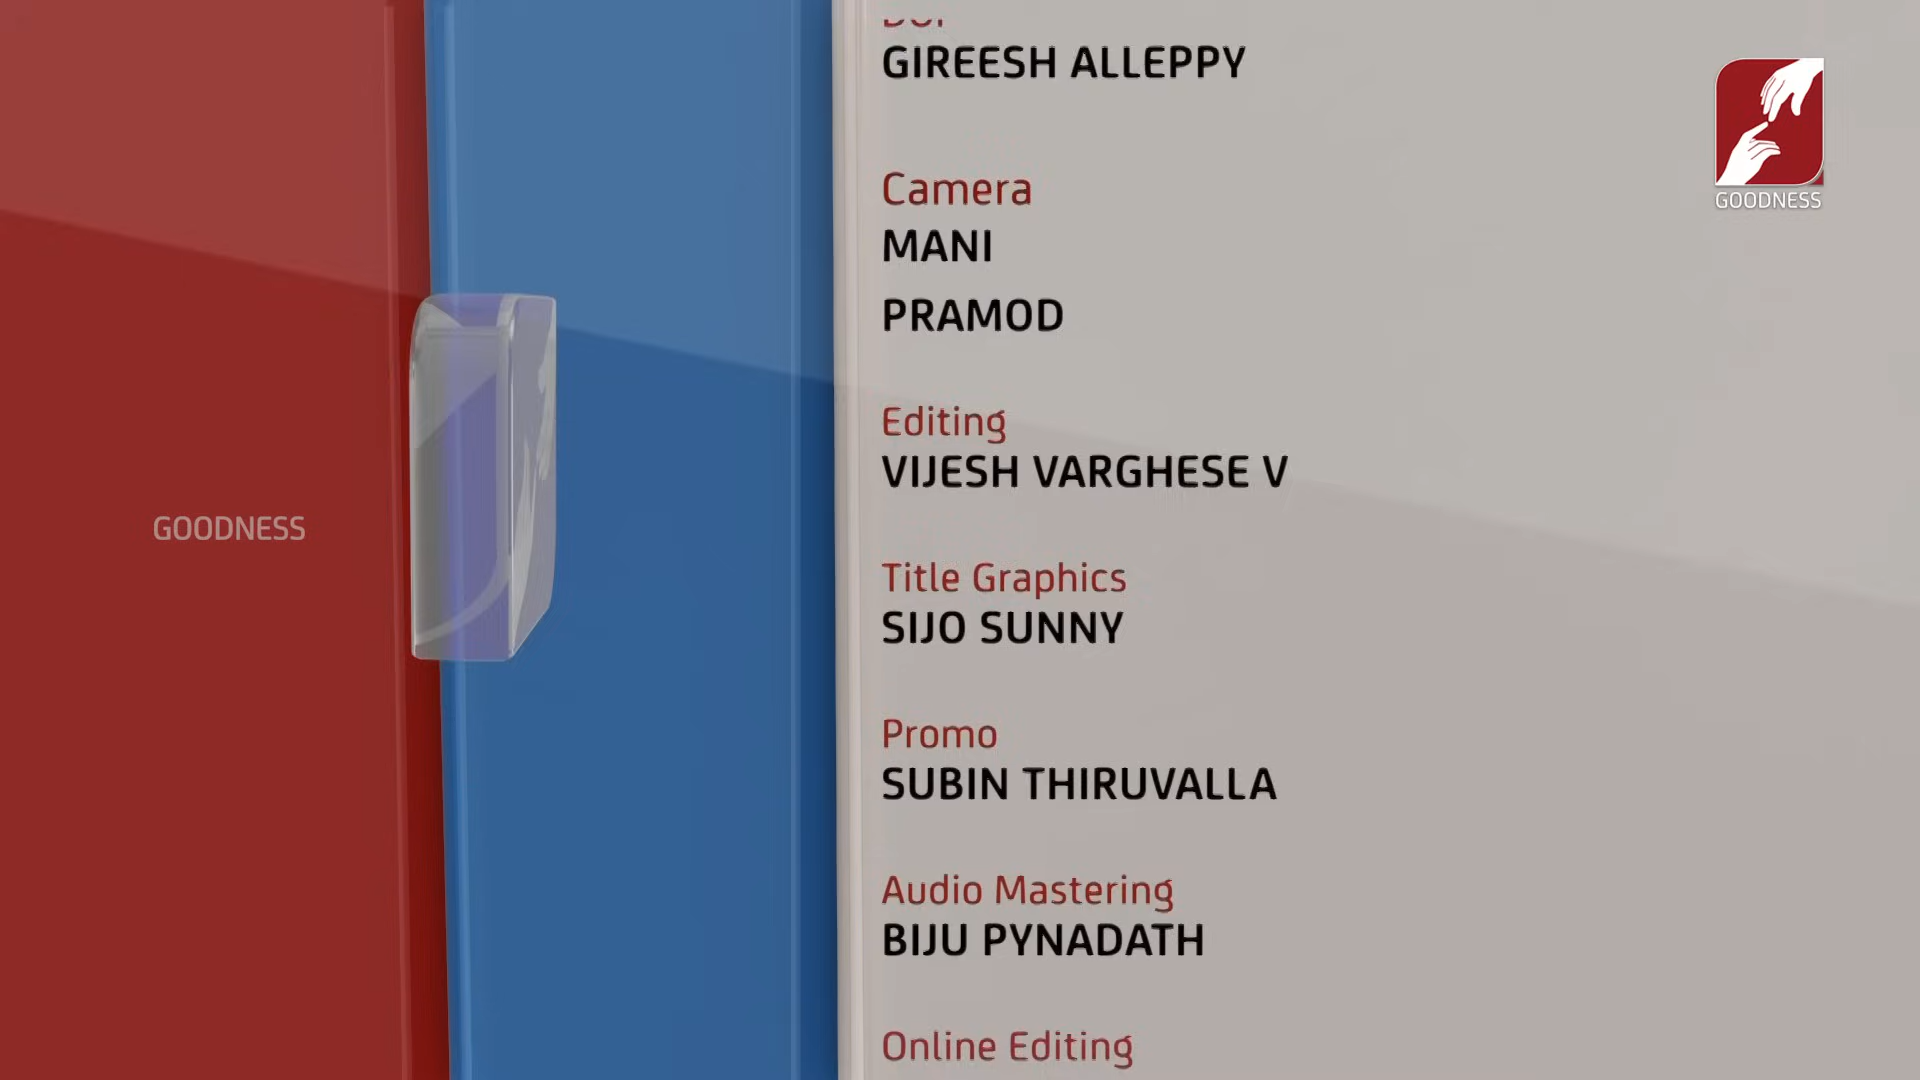 GIREESH ALLEPPY
Camera
MANI
PRAMOD
Editing
VIJESH VARGHESE V
Title Graphics
SIJO SUNNY
Promo
SUBIN THIRUVALLA
Audio Mastering
BIJU PYNADATH
Online Editing
GOODNESS
GOODNESS